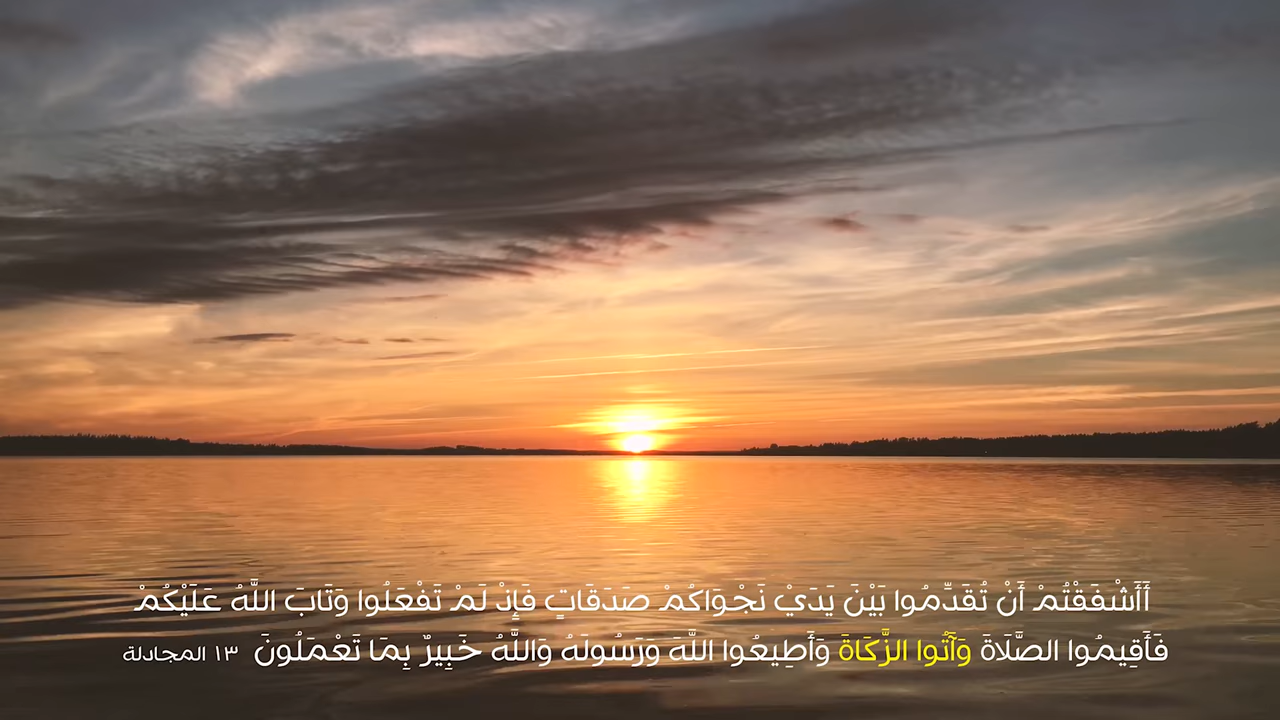 أَأَشْفَقْتُمْ أَنْ تُقَدِّمُوا بَيْنَ يَدَيْ نَجْوَاكُمْ صَدَقَاتٍ فَإِذْ لَمْ تَفْعَلُوا وَتَابَ اللَّهُ عَلَيْكُمْ
فَأَقِيمُوا الصَّلَاةَ وَآتُوا الزَّكَاةَ وَأَطِيعُوا اللَّهَ وَرَسُولَهُ وَاللَّهُ خَبِيرٌ بِمَا تَعْمَلُونَ ١٣ المجادلة